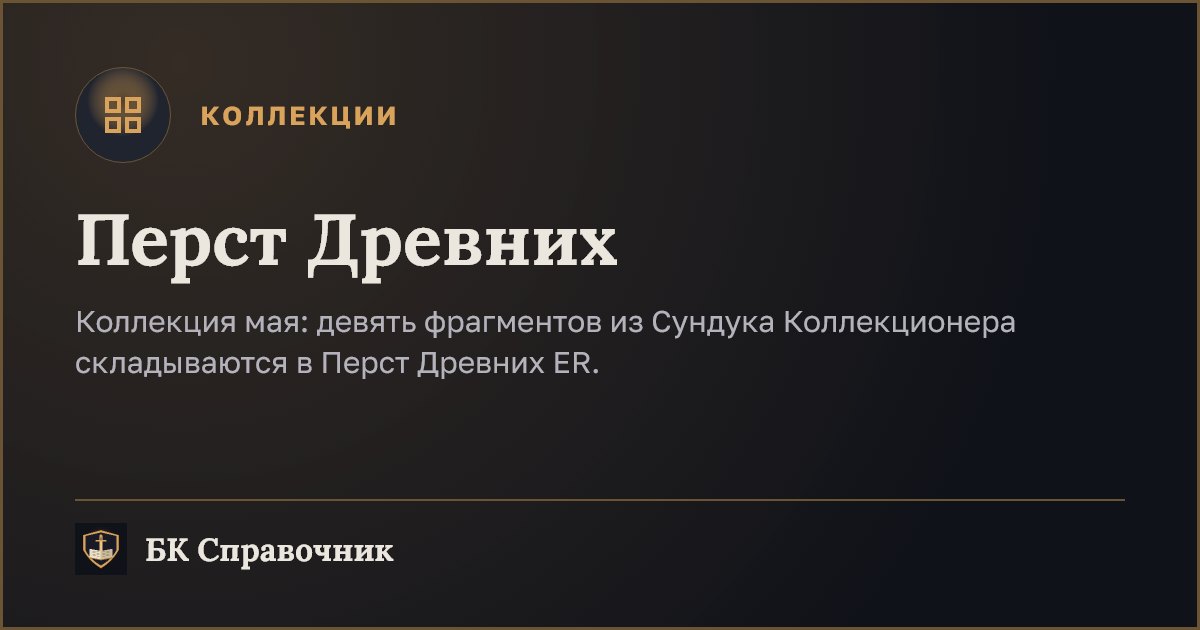 КОЛЛЕКЦИИ
Перст Древних
Коллекция мая: девять фрагментов из Сундука Коллекционера
складываются в Перст Древних ER.
БК Справочник